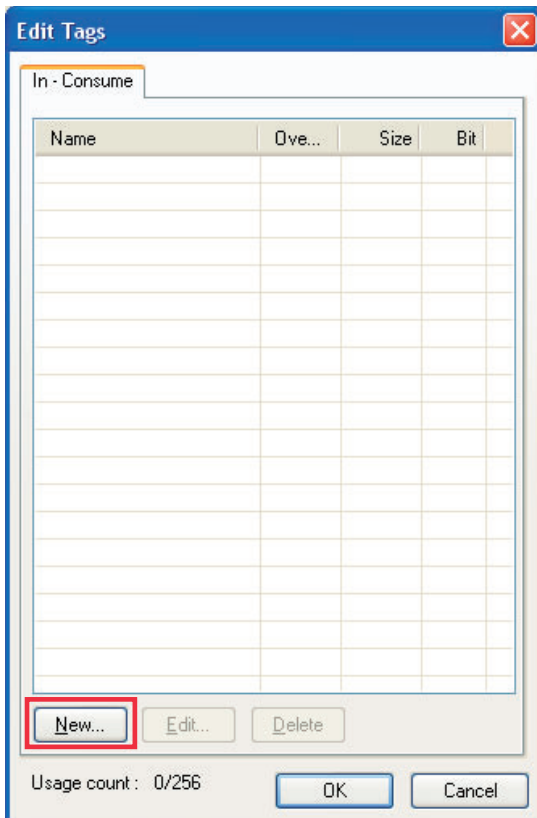 Edit Tags
In - Consume
Name Ove... Size Bit
New... Edit... Delete
Usage count : 0/256 OK Cancel